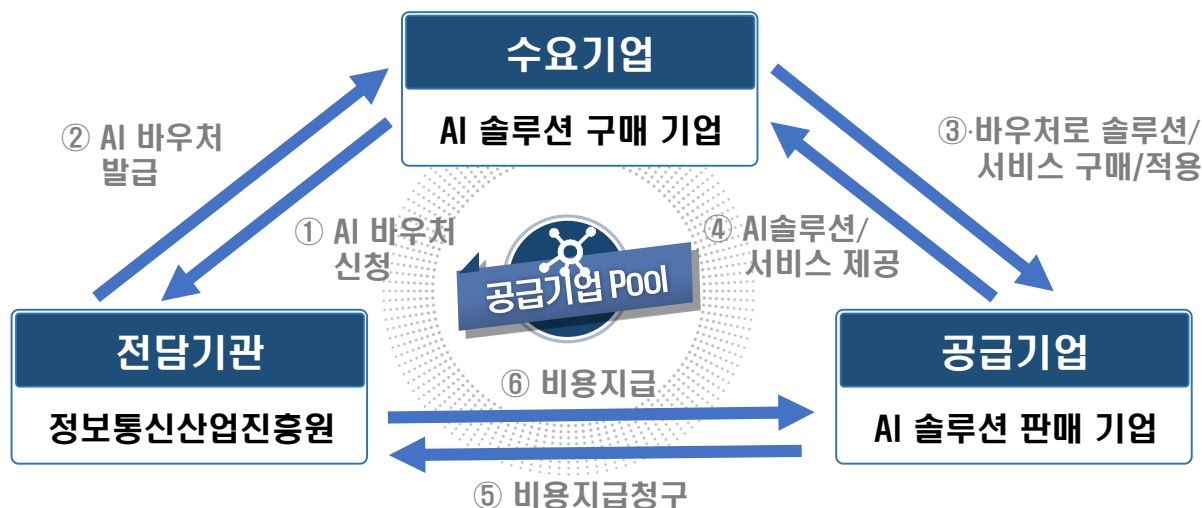 수요기업
AI 솔루션 구매 기업
② AI 바우처
발급
③·바우처로 솔루션/
서비스 구매/적용
① AI 바우처
신청
④ AI솔루션/
서비스 제공
공급기업 Pool
전담기관
정보통신산업진흥원
공급기업
AI 솔루션 판매 기업
⑥ 비용지급
⑤ 비용지급청구